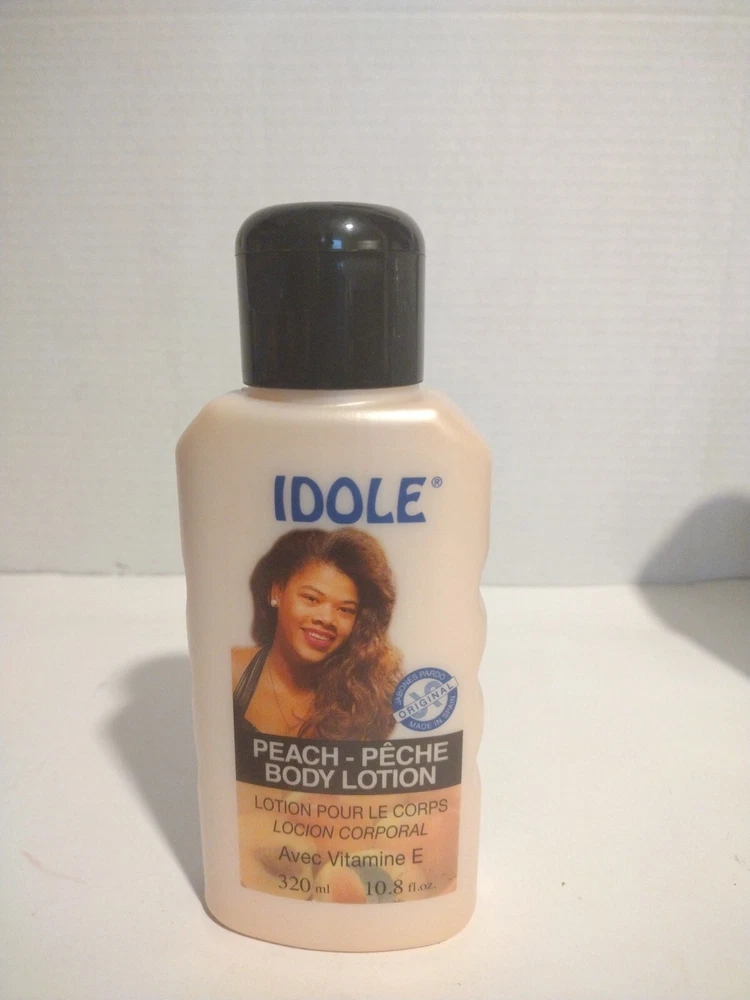 IDOLE®
JABONES PARDO
ORIGINAL
MADE IN SPAIN
PEACH - PÊCHE
BODY LOTION
LOTION POUR LE CORPS
LOCION CORPORAL
Avec Vitamine E
320 ml 10.8 fl.oz.